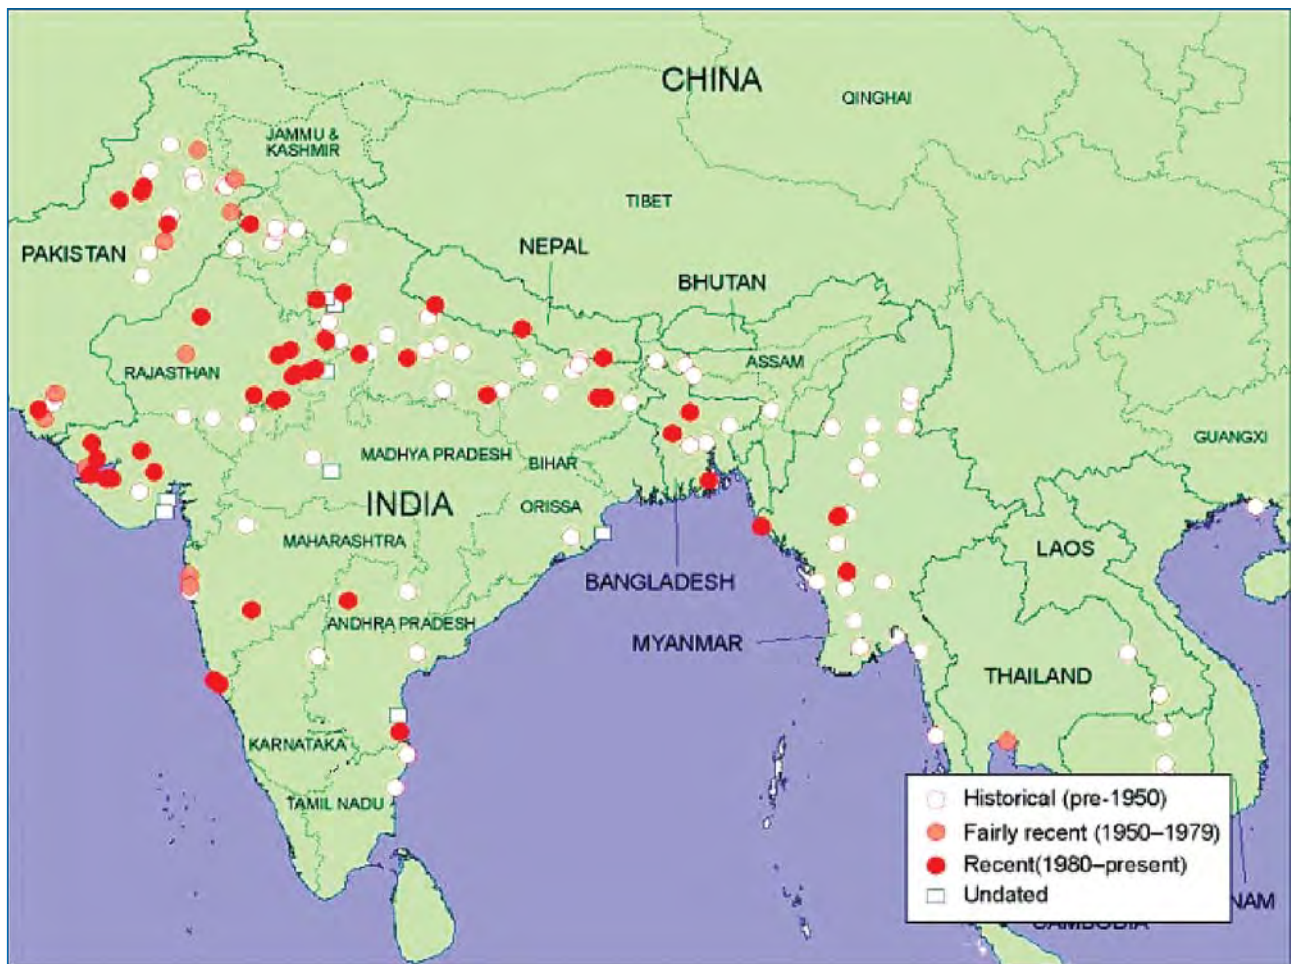 CHINA
QINGHAI
JAMMU &
KASHMIR
TIBET
PAKISTAN
NEPAL
BHUTAN
RAJASTHAN
ASSAM
GUANGXI
MADHYA PRADESH
BIHAR
INDIA
ORISSA
MAHARASHTRA
LAOS
BANGLADESH
ANDHRA PRADESH
MYANMAR
THAILAND
KARNATAKA
TAMIL NADU
Historical (pre-1950)
Fairly recent (1950–1979)
Recent(1980–present)
Undated
NAM
CAMBODIA